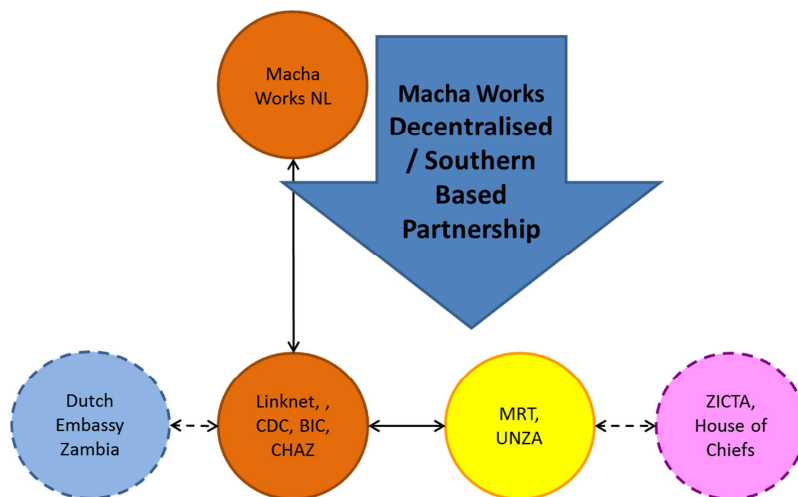 Macha
Works NL
Macha Works
Decentralised
/ Southern
Based
Partnership
Dutch
Embassy
Zambia
Linknet, ,
CDC, BIC,
CHAZ
MRT,
UNZA
ZICTA,
House of
Chiefs